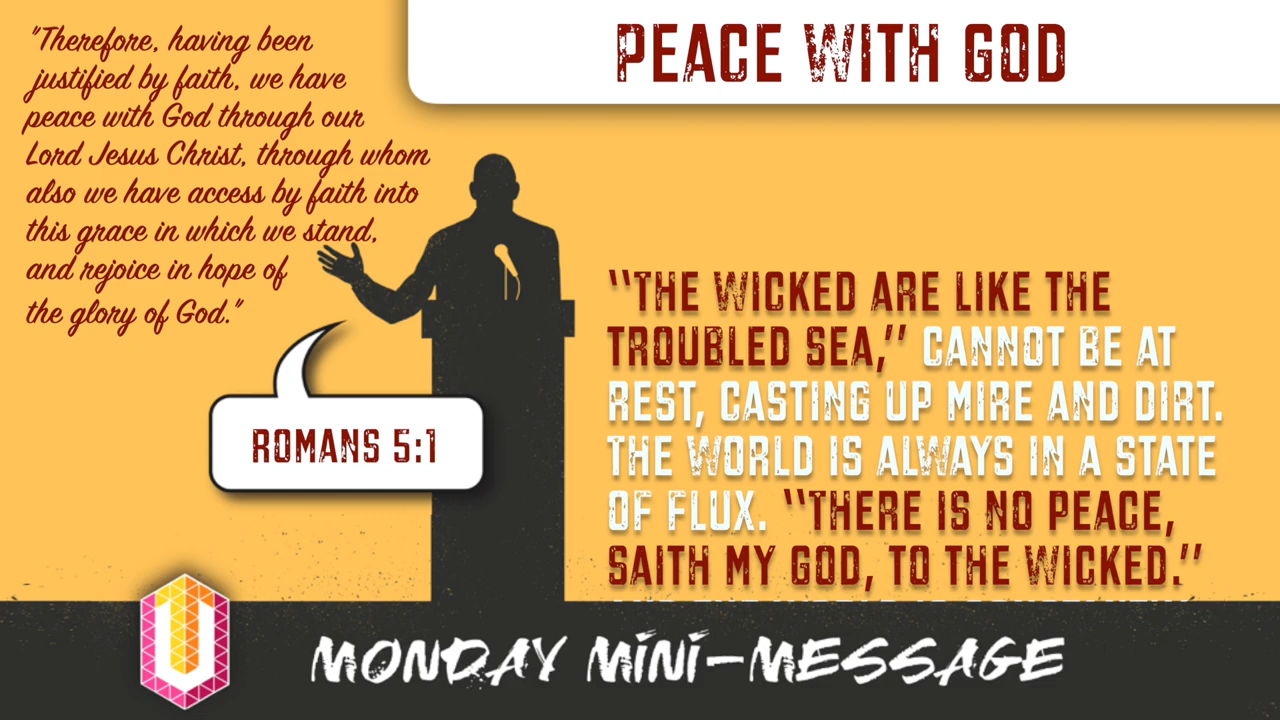 "Therefore, having been
justified by faith, we have
peace with God through our
Lord Jesus Christ, through whom
also we have access by faith into
this grace in which we stand,
and rejoice in hope of
the glory of God."
PEACE WITH GOD
ROMANS 5:1
"THE WICKED ARE LIKE THE
TROUBLED SEA," CANNOT BE AT
REST, CASTING UP MIRE AND DIRT.
THE WORLD IS ALWAYS IN A STATE
OF FLUX. "THERE IS NO PEACE,
SAITH MY GOD, TO THE WICKED."
MONDAY MINI-MESSAGE